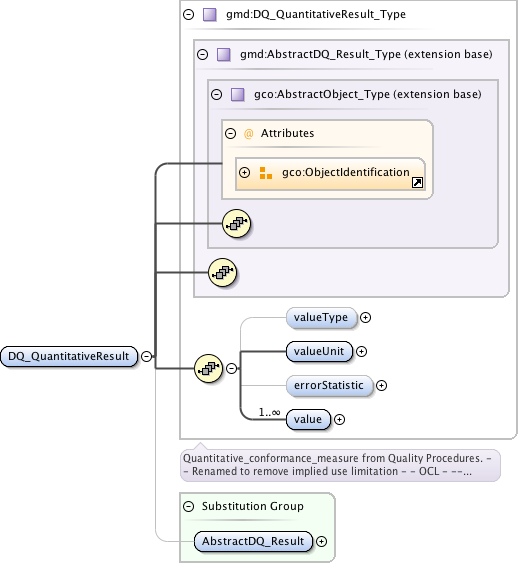 gmd:DQ_QuantitativeResult_Type
gmd:AbstractDQ_Result_Type (extension base)
gco:AbstractObject_Type (extension base)
@ Attributes
gco:ObjectIdentification
DQ_QuantitativeResult
valueType
valueUnit
errorStatistic
1..∞
value
Quantitative_conformance_measure from Quality Procedures. -
- Renamed to remove implied use limitation - - OCL - --...
Substitution Group
AbstractDQ_Result